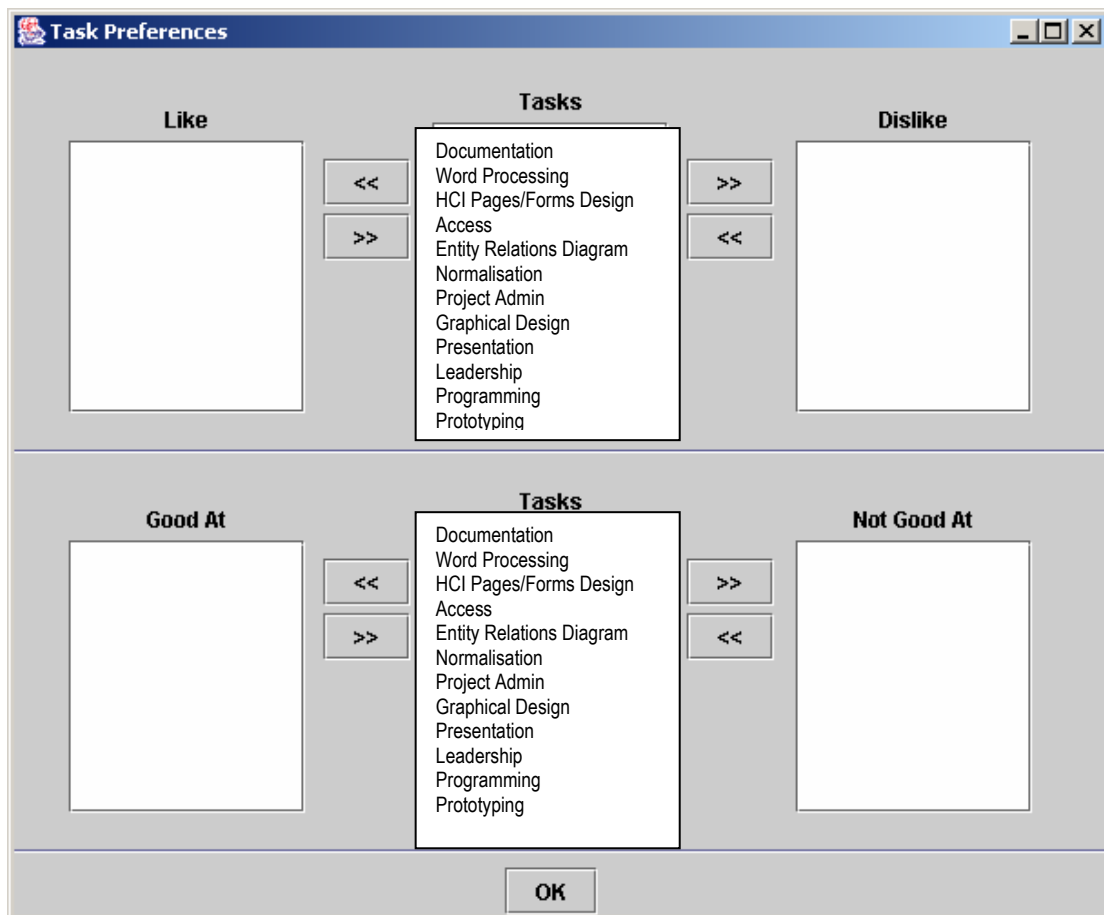 Task Preferences
Tasks
Like
Dislike
<<
>>
>>
<<
Documentation
Word Processing
HCI Pages/Forms Design
Access
Entity Relations Diagram
Normalisation
Project Admin
Graphical Design
Presentation
Leadership
Programming
Prototyping
Tasks
Good At
Not Good At
<<
>>
>>
<<
Documentation
Word Processing
HCI Pages/Forms Design
Access
Entity Relations Diagram
Normalisation
Project Admin
Graphical Design
Presentation
Leadership
Programming
Prototyping
OK